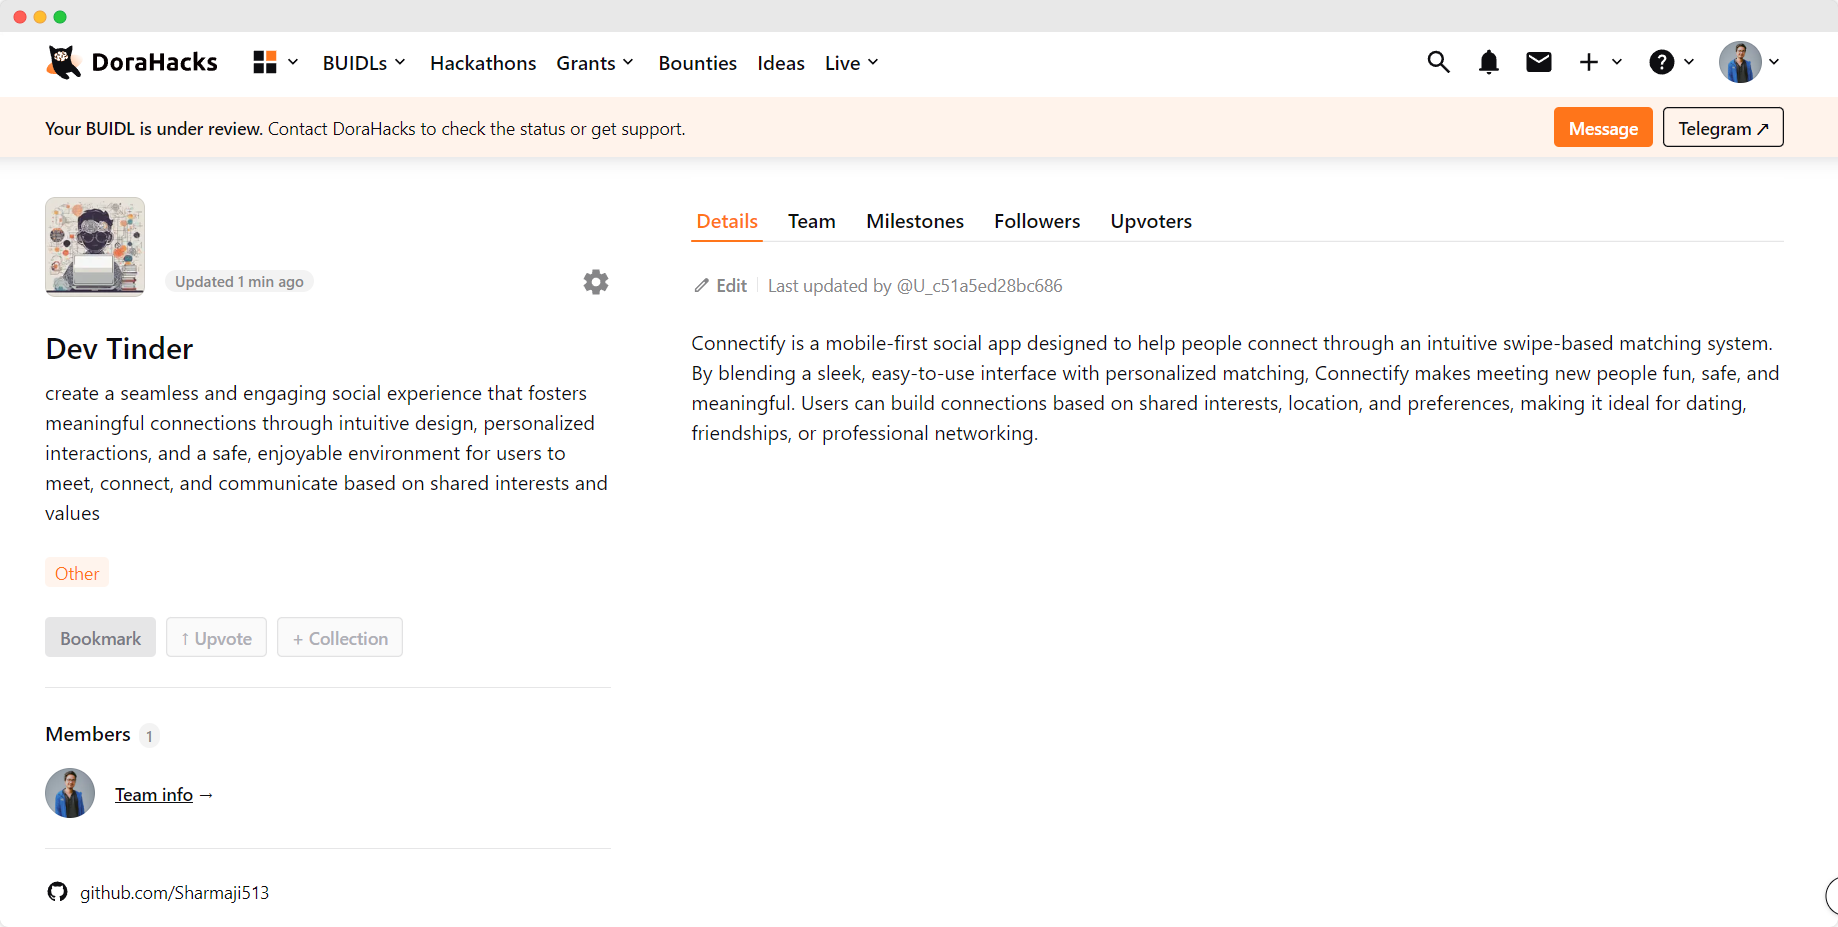 DoraHacks
BUIDLs
Hackathons
Grants
Bounties
Ideas
Live
Your BUIDL is under review. Contact DoraHacks to check the status or get support.
Message
Telegram ↗
Updated 1 min ago
Dev Tinder
create a seamless and engaging social experience that fosters
meaningful connections through intuitive design, personalized
interactions, and a safe, enjoyable environment for users to
meet, connect, and communicate based on shared interests and
values
Other
Bookmark
↑ Upvote
+ Collection
Members 1
Team info →
github.com/Sharmaji513
Details
Team
Milestones
Followers
Upvoters
Edit
Last updated by @U_c51a5ed28bc686
Connectify is a mobile-first social app designed to help people connect through an intuitive swipe-based matching system.
By blending a sleek, easy-to-use interface with personalized matching, Connectify makes meeting new people fun, safe, and
meaningful. Users can build connections based on shared interests, location, and preferences, making it ideal for dating,
friendships, or professional networking.